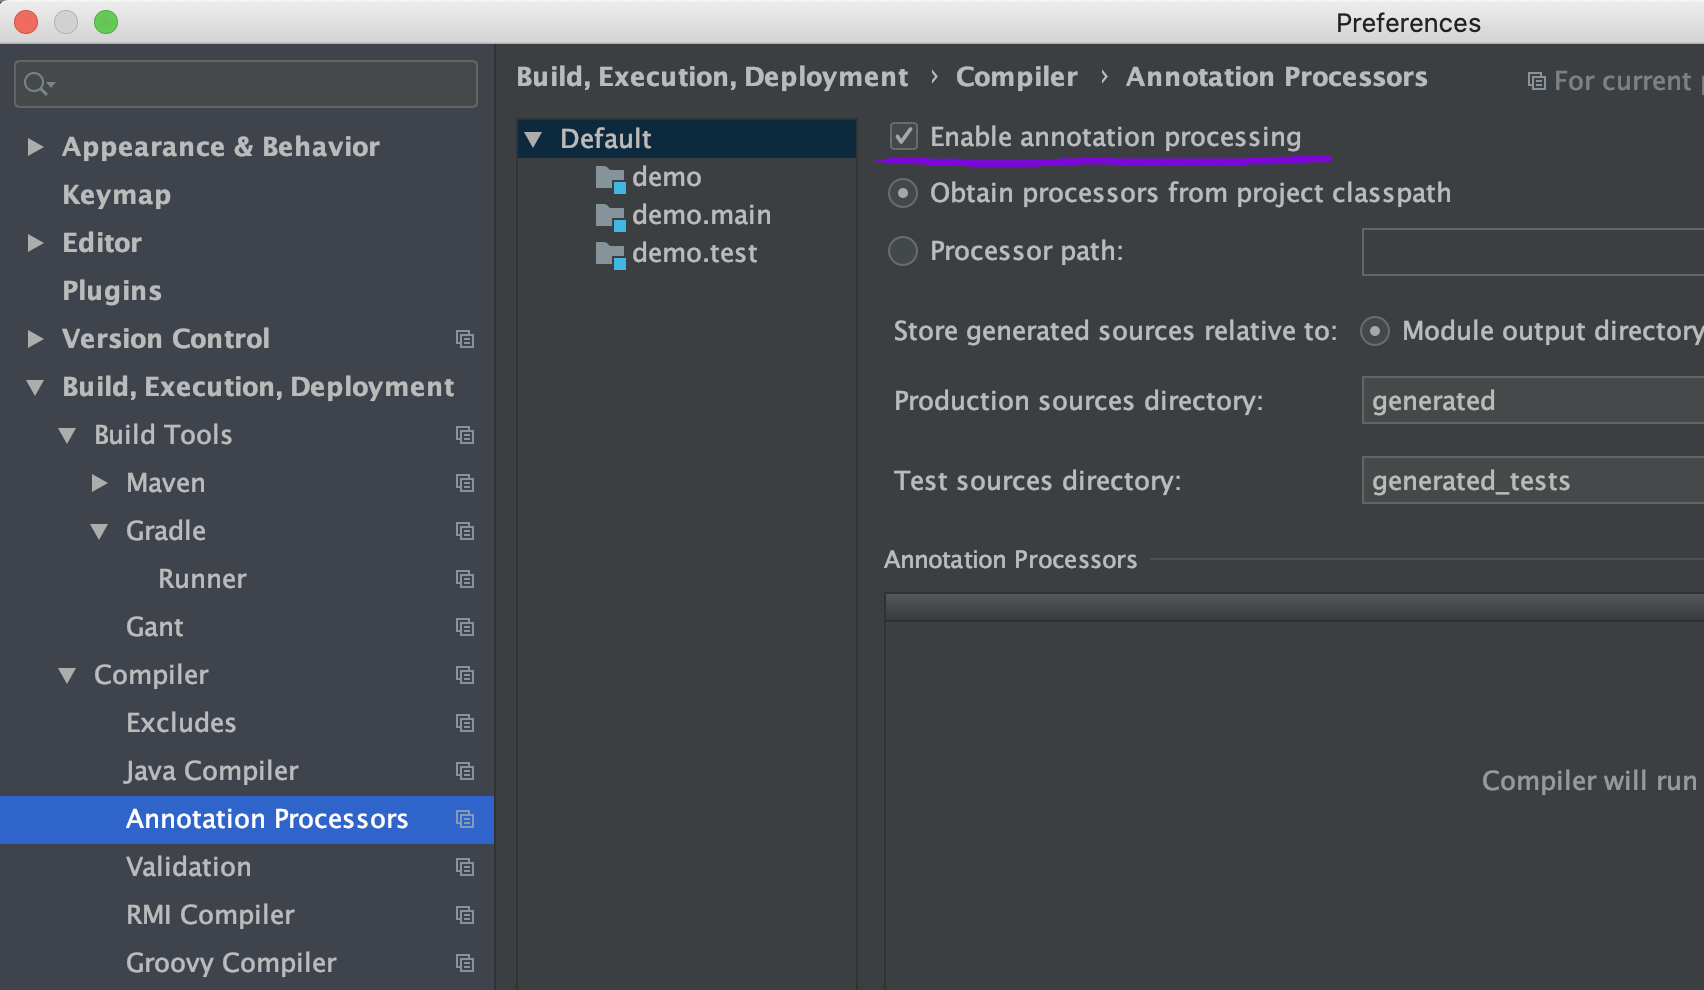 Preferences
Build, Execution, Deployment › Compiler › Annotation Processors
For current
Appearance & Behavior
Keymap
Editor
Plugins
Version Control
Build, Execution, Deployment
Build Tools
Maven
Gradle
Runner
Gant
Compiler
Excludes
Java Compiler
Annotation Processors
Validation
RMI Compiler
Groovy Compiler
Default
demo
demo.main
demo.test
Enable annotation processing
Obtain processors from project classpath
Processor path:
Store generated sources relative to: Module output directory
Production sources directory: generated
Test sources directory: generated_tests
Annotation Processors
Compiler will run